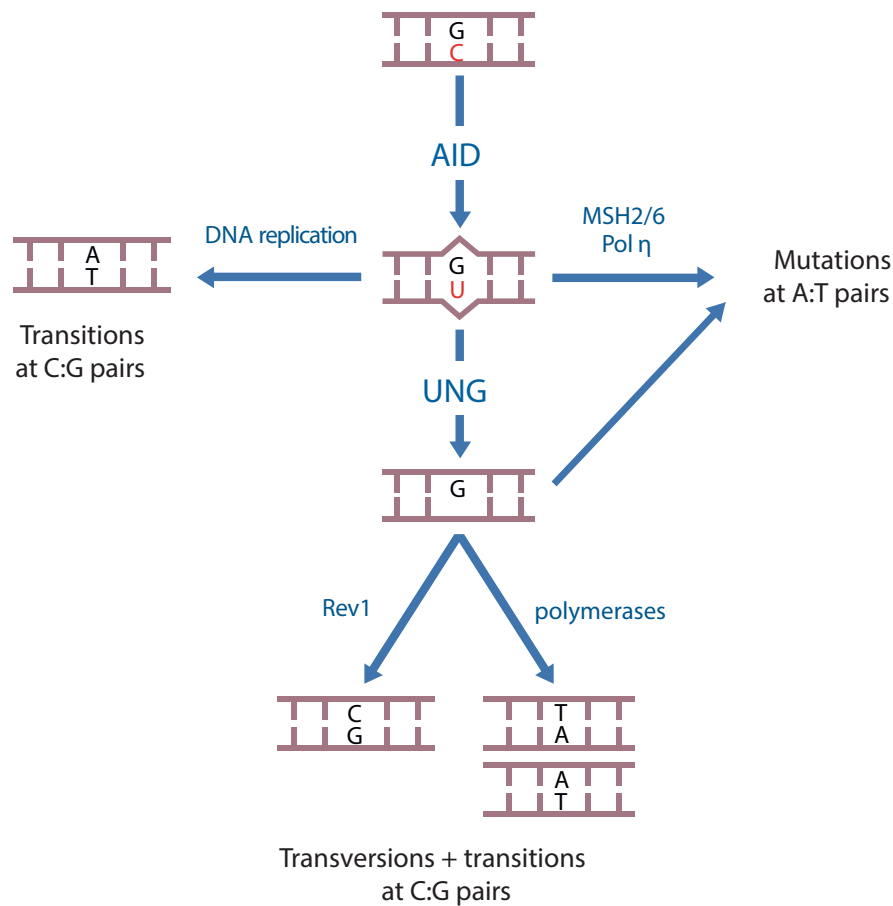 G
C
AID
DNA replication
MSH2/6
Pol η
A
T
G
U
Mutations
at A:T pairs
Transitions
at C:G pairs
UNG
G
Rev1
polymerases
C
G
T
A
A
T
Transversions + transitions
at C:G pairs